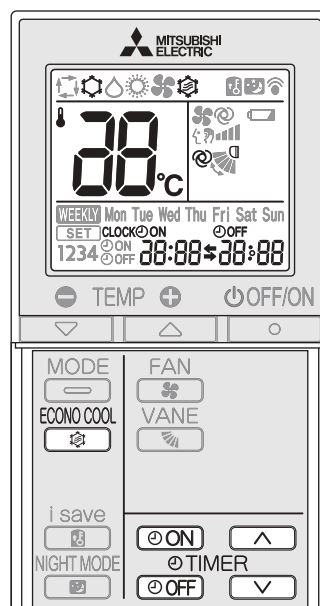 MITSUBISHI
ELECTRIC
88°C
WEEKLY Mon Tue Wed Thu Fri Sat Sun
SET CLOCK ON OFF
1234 ON OFF 88:88 88:88
TEMP OFF/ON
MODE FAN
ECONO COOL VANE
i save
ON
NIGHT MODE TIMER
OFF